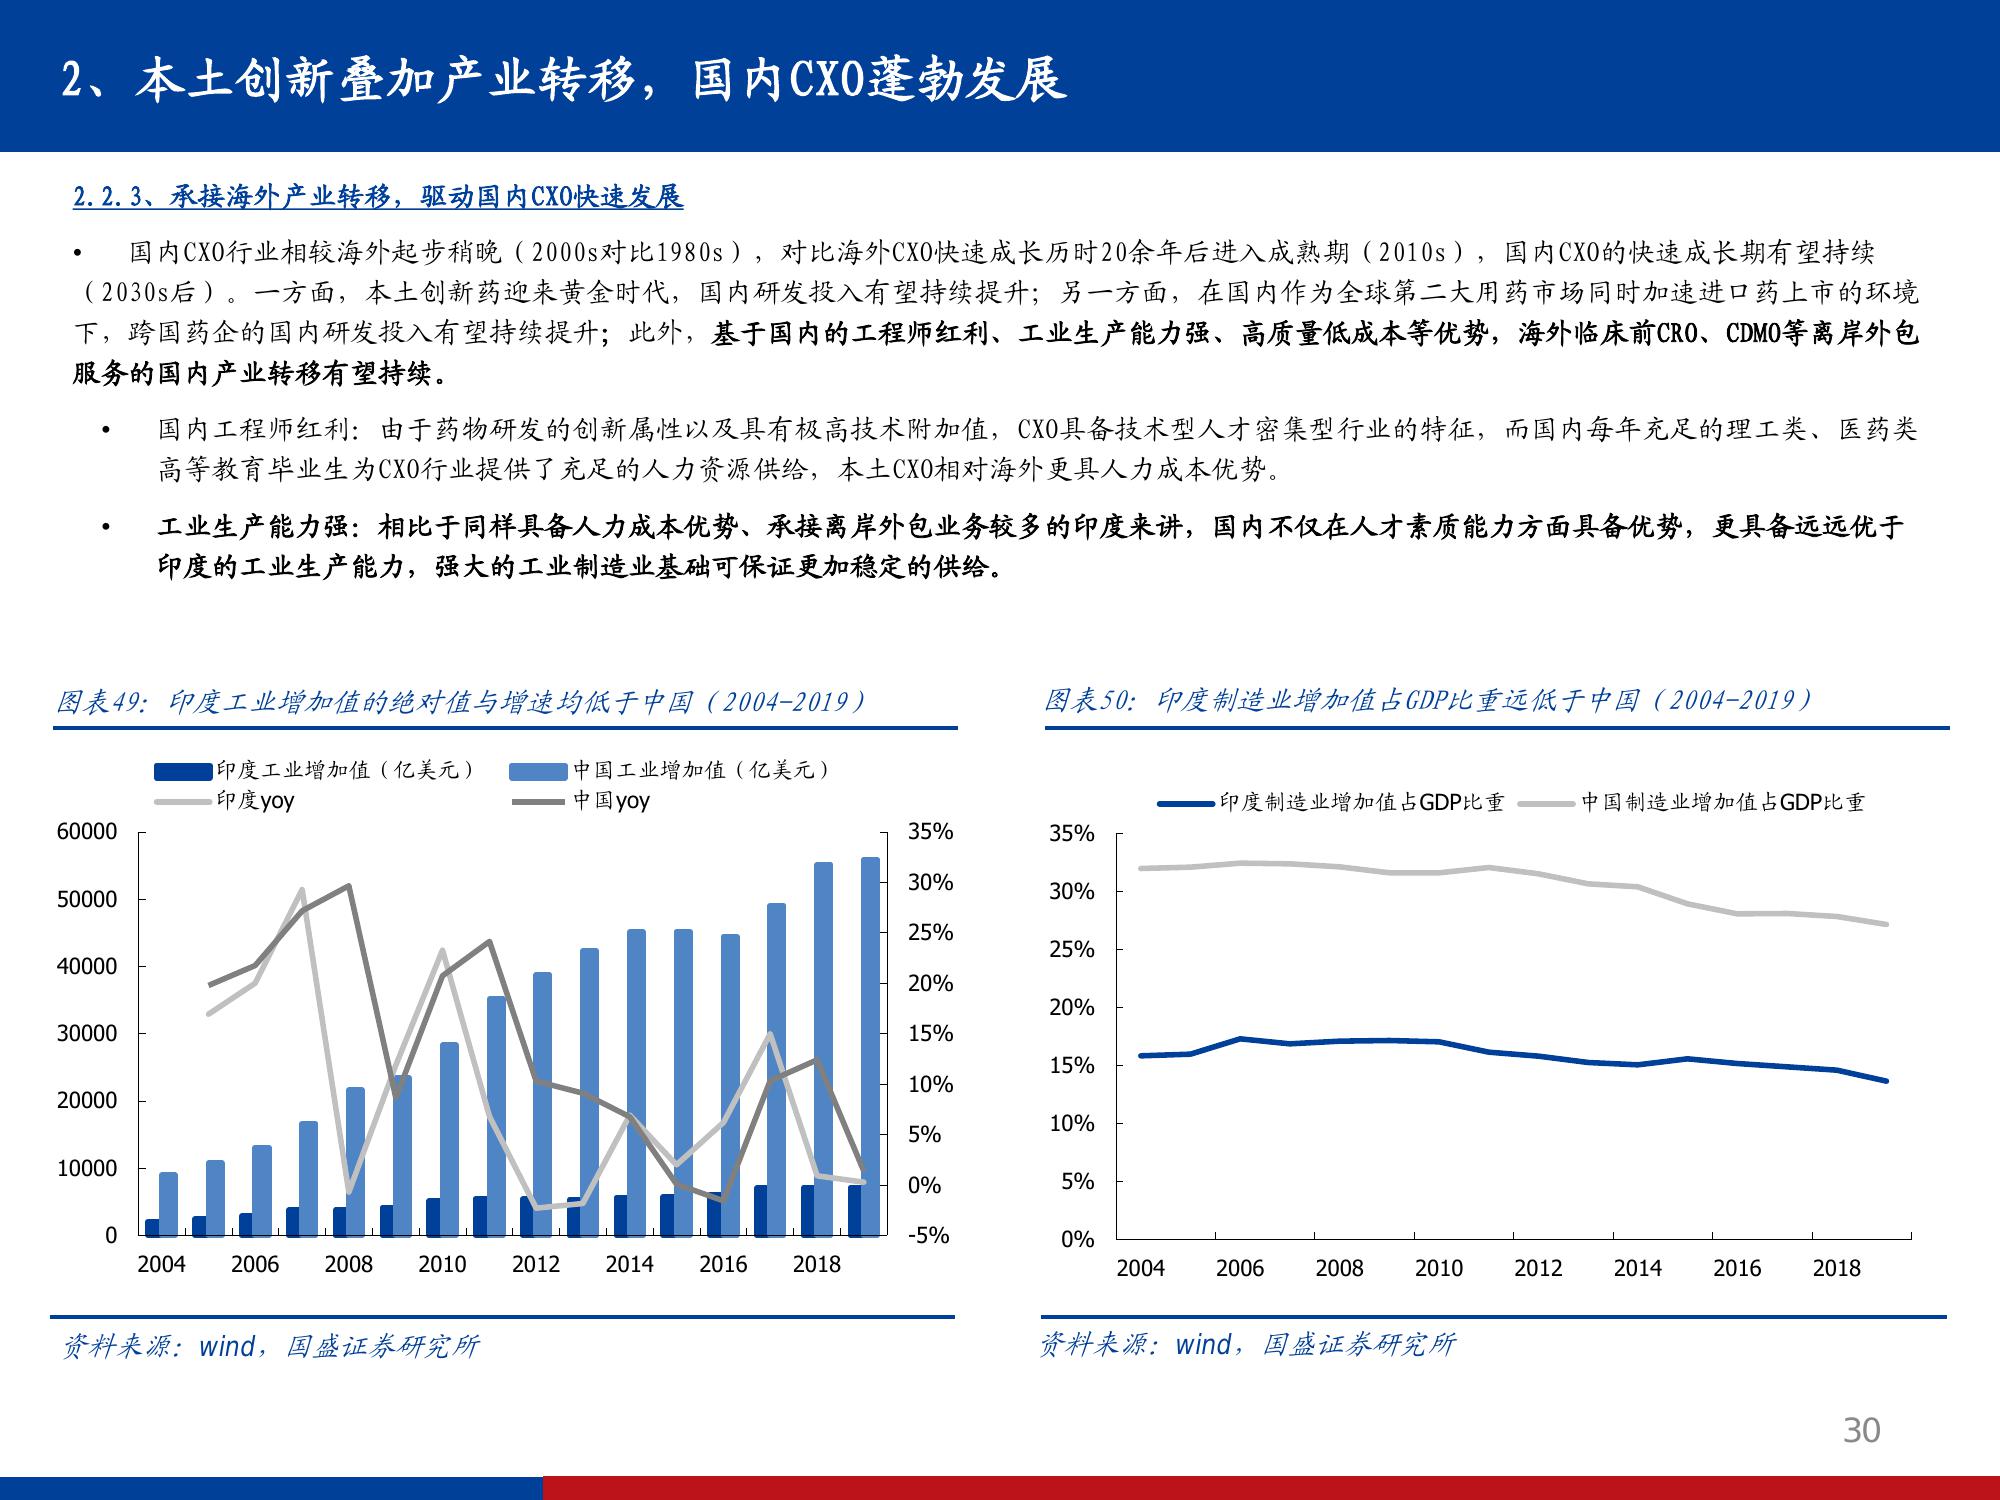 2、本土创新叠加产业转移，国内CXO蓬勃发展
2.2.3、承接海外产业转移，驱动国内CXO快速发展
• 国内CXO行业相较海外起步稍晚（2000s对比1980s），对比海外CXO快速成长历时20余年后进入成熟期（2010s），国内CXO的快速成长期有望持续
（2030s后）。一方面，本土创新药迎来黄金时代，国内研发投入有望持续提升；另一方面，在国内作为全球第二大用药市场同时加速进口药上市的环境
下，跨国药企的国内研发投入有望持续提升；此外，基于国内的工程师红利、工业生产能力强、高质量低成本等优势，海外临床前CRO、CDMO等离岸外包
服务的国内产业转移有望持续。
• 国内工程师红利：由于药物研发的创新属性以及具有极高技术附加值，CXO具备技术型人才密集型行业的特征，而国内每年充足的理工类、医药类
高等教育毕业生为CXO行业提供了充足的人力资源供给，本土CXO相对海外更具人力成本优势。
• 工业生产能力强：相比于同样具备人力成本优势、承接离岸外包业务较多的印度来讲，国内不仅在人才素质能力方面具备优势，更具备远远优于
印度的工业生产能力，强大的工业制造业基础可保证更加稳定的供给。
图表49：印度工业增加值的绝对值与增速均低于中国（2004-2019）
印度工业增加值（亿美元） 中国工业增加值（亿美元）
印度yoy 中国yoy
60000 35%
30%
50000
25%
40000
20%
30000 15%
10%
20000
5%
10000
0%
0 -5%
2004 2006 2008 2010 2012 2014 2016 2018
资料来源：wind，国盛证券研究所
图表50：印度制造业增加值占GDP比重远低于中国（2004-2019）
印度制造业增加值占GDP比重 中国制造业增加值占GDP比重
35%
30%
25%
20%
15%
10%
5%
0%
2004 2006 2008 2010 2012 2014 2016 2018
资料来源：wind，国盛证券研究所
30